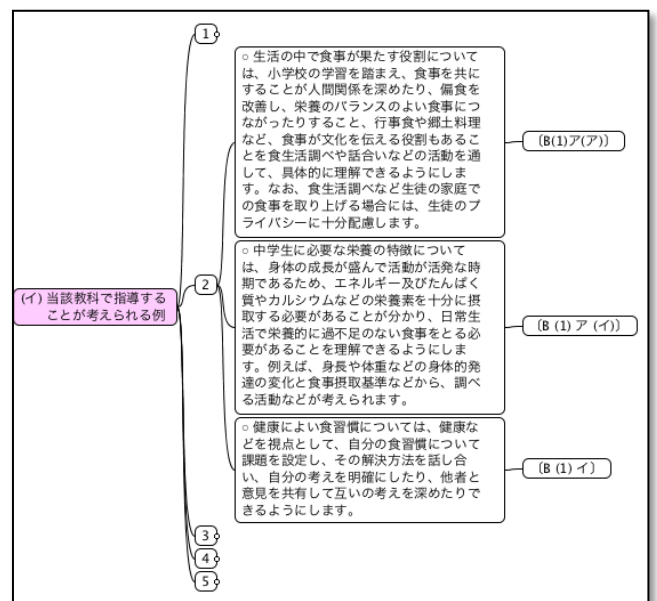 (イ) 当該教科で指導する
ことが考えられる例
1
2
○ 生活の中で食事が果たす役割について
は、小学校の学習を踏まえ、食事を共に
することが人間関係を深めたり、偏食を
改善し、栄養のバランスのよい食事につ
ながったりすること、行事食や郷土料理
など、食事が文化を伝える役割もあるこ
とを食生活調べや話合いなどの活動を通
して、具体的に理解できるようにしま
す。なお、食生活調べなど生徒の家庭で
の食事を取り上げる場合には、生徒のプ
ライバシーに十分配慮します。
〔B(1)ア(ア)〕
○ 中学生に必要な栄養の特徴について
は、身体の成長が盛んで活動が活発な時
期であるため、エネルギー及びたんぱく
質やカルシウムなどの栄養素を十分に摂
取する必要があることが分かり、日常生
活で栄養的に過不足のない食事をとる必
要があることを理解できるようにしま
す。例えば、身長や体重などの身体的発
達の変化と食事摂取基準などから、調べ
る活動などが考えられます。
〔B (1) ア (イ)〕
○ 健康によい食習慣については、健康な
どを視点として、自分の食習慣について
課題を設定し、その解決方法を話し合
い、自分の考えを明確にしたり、他者と
意見を共有して互いの考えを深めたりで
きるようにします。
〔B (1) イ〕
3
4
5